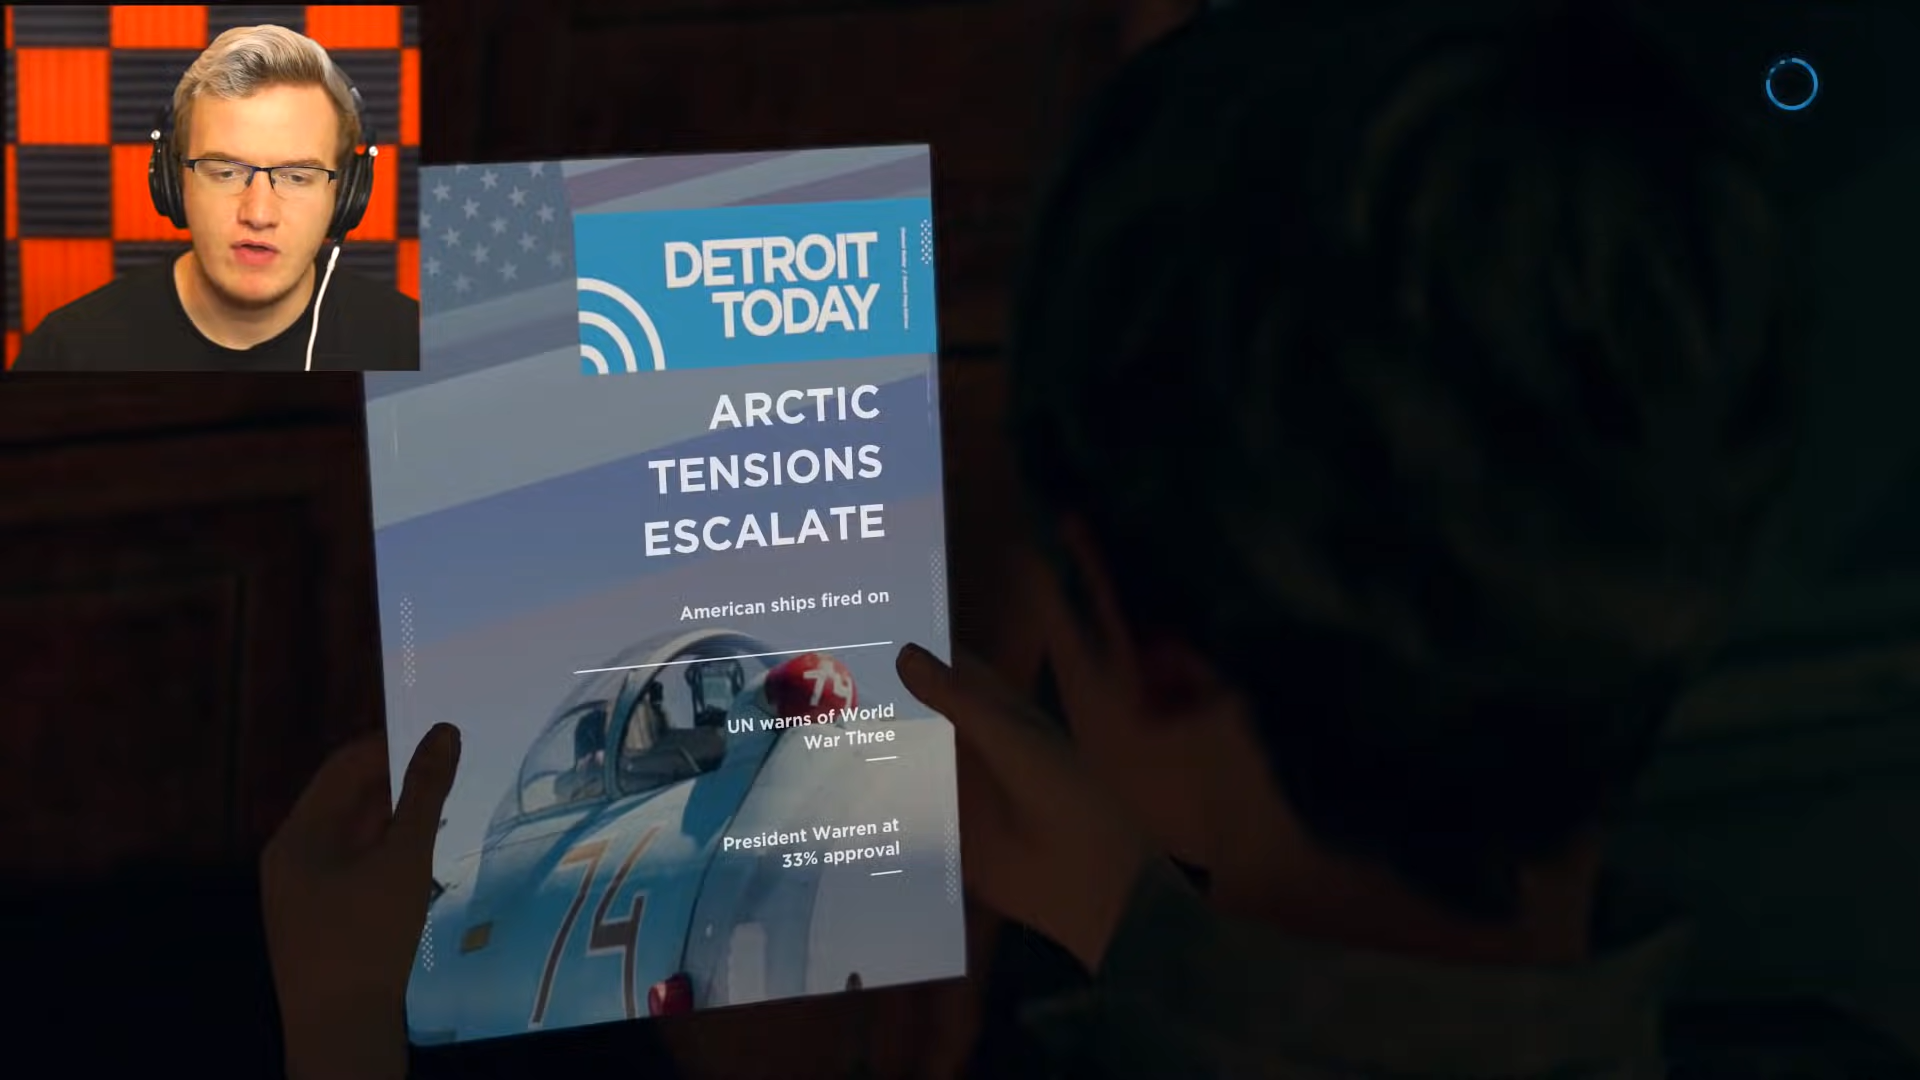 DETROIT
TODAY
ARCTIC
TENSIONS
ESCALATE
American ships fired on
74
UN warns of World
War Three
President Warren at
33% approval
74